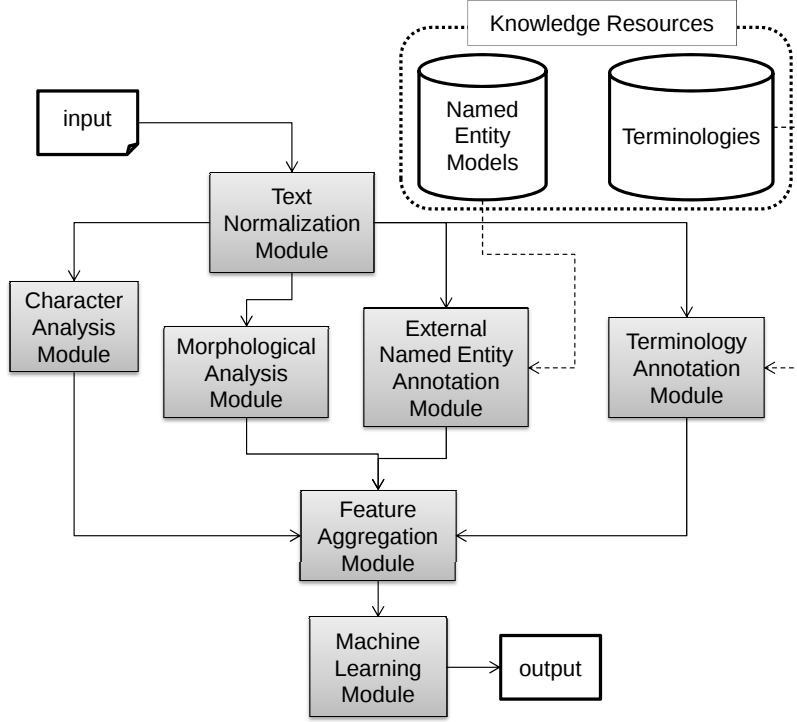 Knowledge Resources
input
Named
Entity
Models
Terminologies
Text
Normalization
Module
Character
Analysis
Module
Morphological
Analysis
Module
External
Named Entity
Annotation
Module
Terminology
Annotation
Module
Feature
Aggregation
Module
Machine
Learning
Module
output